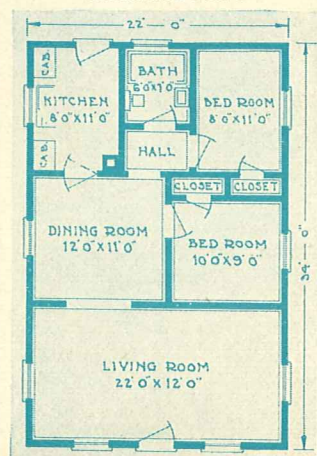 22' 0"
CAB.
BATH
6'0"X1'0"
KITCHEN
8'0"X11'0"
BED ROOM
8'0"X11'0"
HALL
CAB.
CLOSET
CLOSET
DINING ROOM
12'0"X11'0"
BED ROOM
10'0"X9'0"
34' 0"
LIVING ROOM
22'0"X12'0"